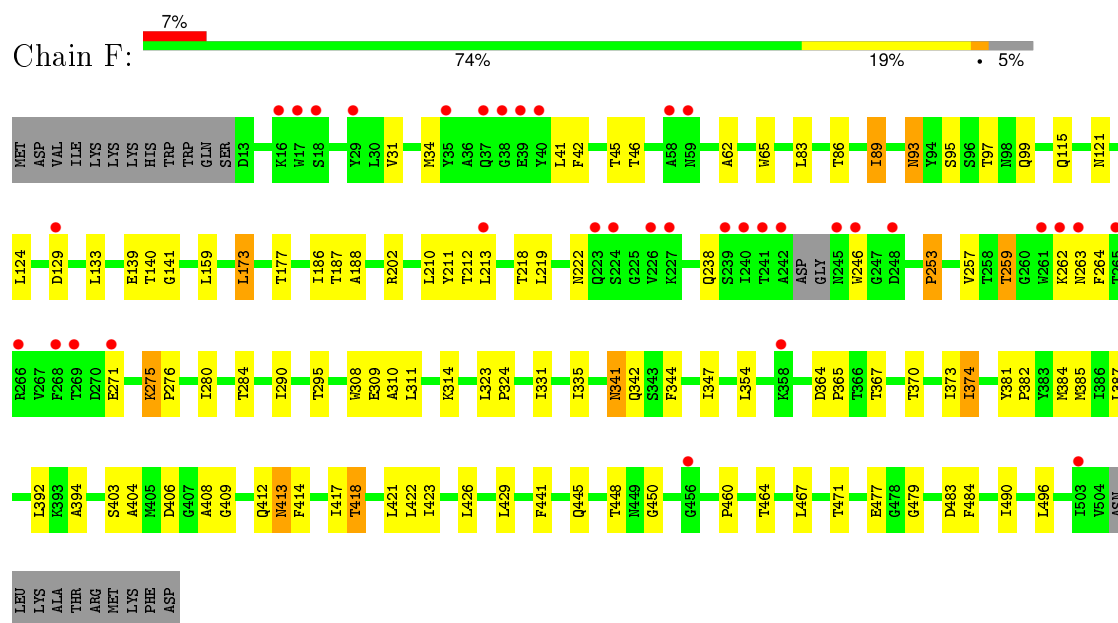 7%
Chain F:
74% 19% • 5%
MET ASP VAL ILE LYS LYS LYS HIS TRP TRP GLN SER D13 K16 W17 S18 Y29 L30 V31 M34 Y35 A36 Q37 G38 E39 Y40 L41 F42 T45 T46 A58 N59 A62 W65 L83 T86 I89 N93 Y94 S95 S96 T97 N98 Q99 Q115 N121
L124 D129 L133 E139 T140 G141 L159 L173 T177 I186 T187 A188 R202 L210 Y211 T212 L213 T218 L219 N222 Q223 S224 G225 V226 K227 Q238 S239 I240 T241 A242 ASP GLY N245 W246 G247 D248 P253 V257 T258 T259 G260 W261 K262 N263 F264 T265
R266 V267 F268 T269 D270 E271 K275 P276 I280 T284 I290 T295 W308 E309 A310 L311 K314 L323 P324 I331 I335 N341 Q342 S343 F344 I347 L354 K358 D364 P365 T366 T367 T370 I373 I374 Y381 P382 Y383 M384 M385 I386 L387
L392 K393 A394 S403 A404 M405 D406 G407 A408 G409 Q412 N413 F414 I417 T418 L421 L422 I423 L426 L429 F441 Q445 T448 N449 G450 G456 P460 T464 L467 T471 E477 G478 G479 D483 F484 I490 L496 I503 V504 ASN
LEU LYS ALA THR ARG MET LYS PHE ASP